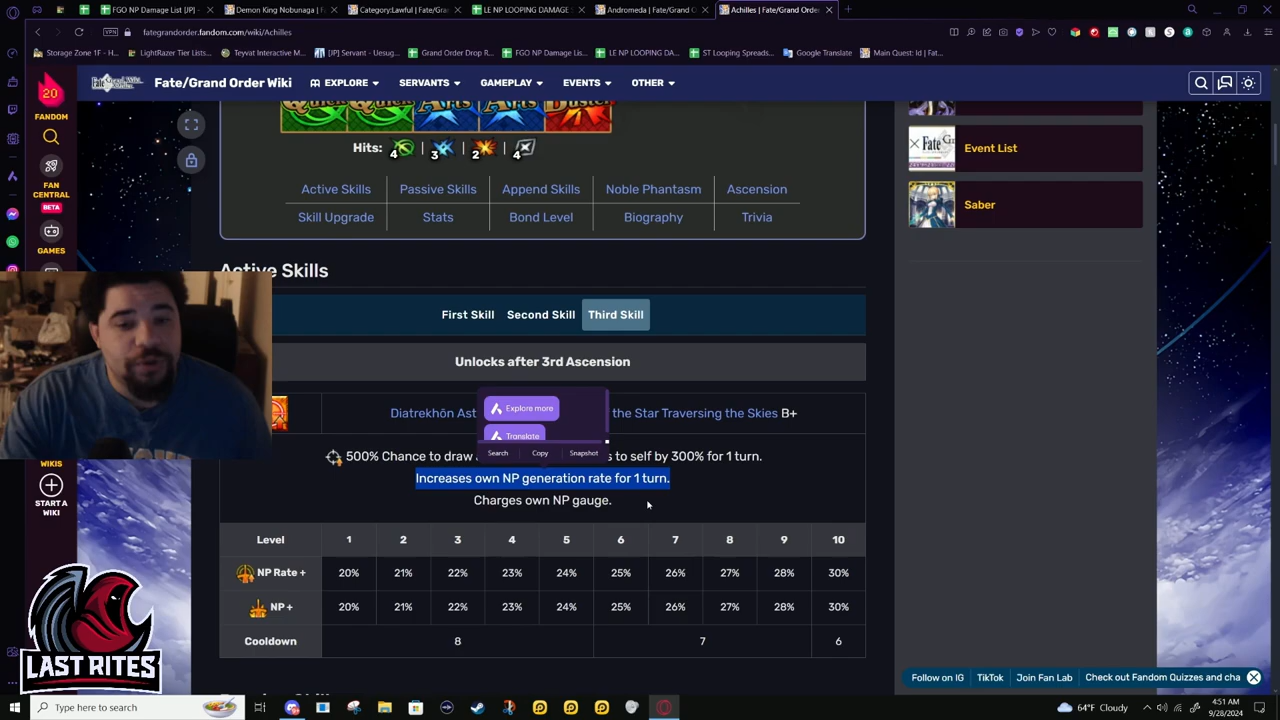 FGO NP Damage List [JP]
Demon King Nobunaga | F
Category:Lawful | Fate/Gra
LE NP LOOPING DAMAGE
Andromeda | Fate/Grand O
Achilles | Fate/Grand Order
VPN
fategrandorder.fandom.com/wiki/Achilles
Storage Zone 1F - H...
LightRazer Tier Lists...
Teyvat Interactive M...
[JP] Servant - Uesug...
Grand Order Drop R...
FGO NP Damage Lis...
LE NP LOOPING DA...
ST Looping Spreads...
Google Translate
Main Quest: Id | Fat...
20
FANDOM
Fate/Grand Order Wiki
EXPLORE
SERVANTS
GAMEPLAY
EVENTS
OTHER
FAN
CENTRAL
BETA
GAMES
Quick
Quick
Arts
Arts
Buster
Hits: 4 | 3 | 2 | 4
Active Skills
Passive Skills
Append Skills
Noble Phantasm
Ascension
Skill Upgrade
Stats
Bond Level
Biography
Trivia
Event List
Saber
Active Skills
First Skill
Second Skill
Third Skill
Unlocks after 3rd Ascension
Diatrekhōn Ast
the Star Traversing the Skies B+
Explore more
Translate
Search
Copy
Snapshot
500% Chance to draw
s to self by 300% for 1 turn.
Increases own NP generation rate for 1 turn.
Charges own NP gauge.
Level 1 2 3 4 5 6 7 8 9 10
NP Rate + 20% 21% 22% 23% 24% 25% 26% 27% 28% 30%
NP + 20% 21% 22% 23% 24% 25% 26% 27% 28% 30%
Cooldown 8 7 6
WIKIS
START A
WIKI
LAST RITES
Follow on IG
TikTok
Join Fan Lab
Check out Fandom Quizzes and cha
Type here to search
64°F Cloudy
4:51 AM
9/28/2024